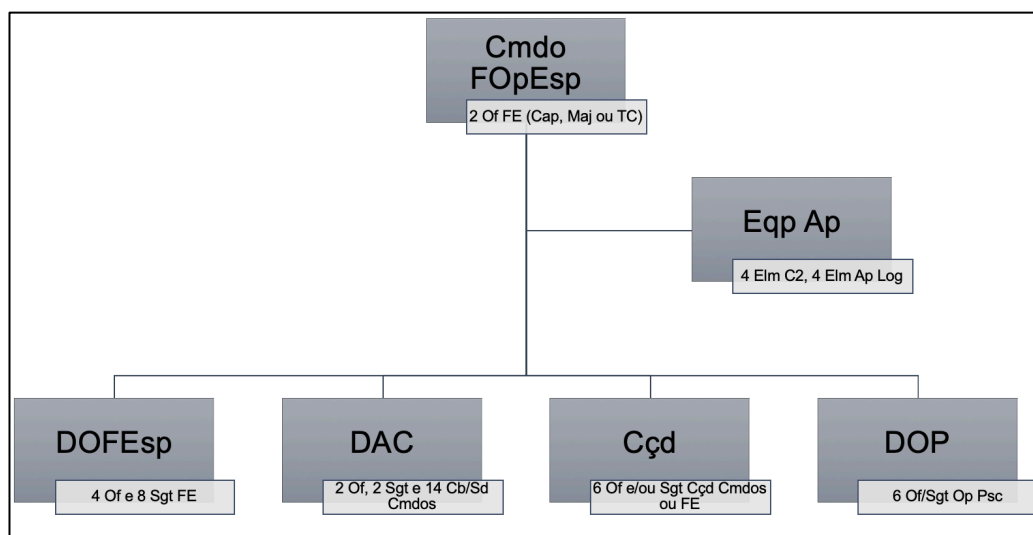 Cmdo
FOpEsp
2 Of FE (Cap, Maj ou TC)
Eqp Ap
4 Elm C2, 4 Elm Ap Log
DOFEsp
4 Of e 8 Sgt FE
DAC
2 Of, 2 Sgt e 14 Cb/Sd
Cmdos
Cçd
6 Of e/ou Sgt Cçd Cmdos
ou FE
DOP
6 Of/Sgt Op Psc